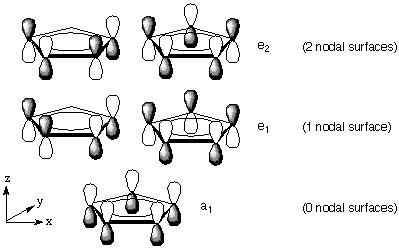 e2 (2 nodal surfaces)
e1 (1 nodal surface)
z
y
x
a1 (0 nodal surfaces)